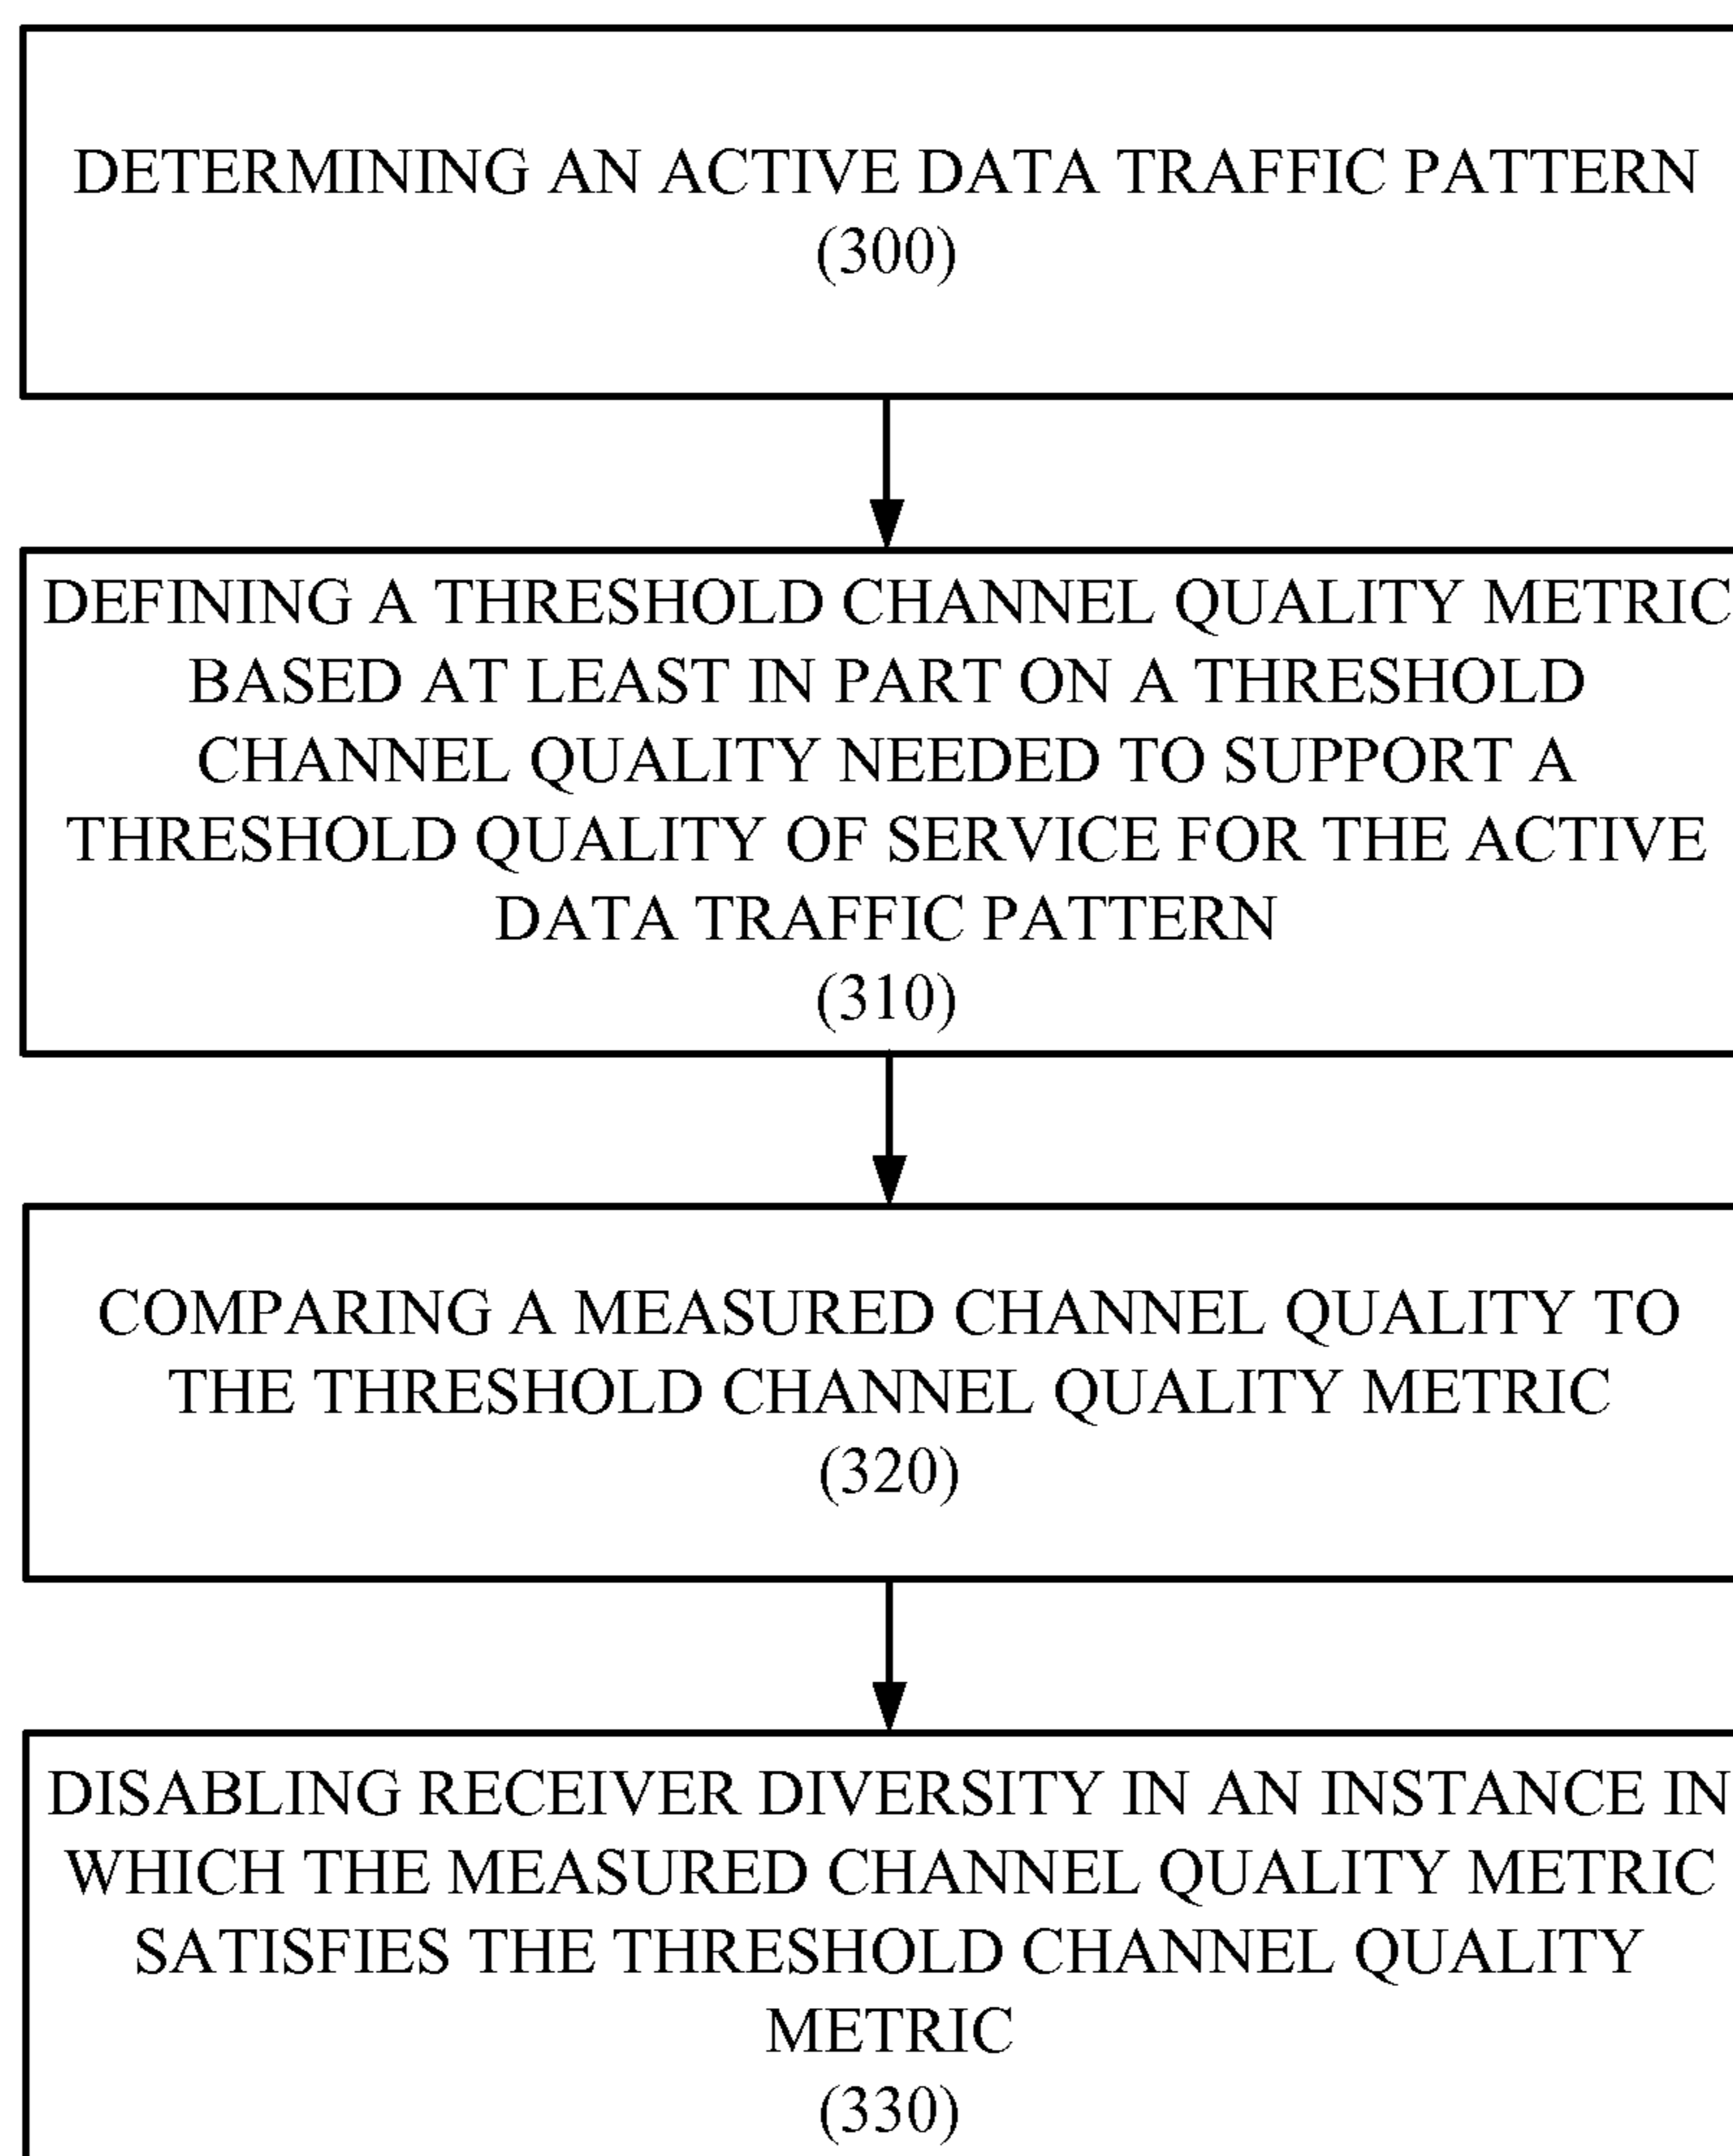 DETERMINING AN ACTIVE DATA TRAFFIC PATTERN
(300)
DEFINING A THRESHOLD CHANNEL QUALITY METRIC
BASED AT LEAST IN PART ON A THRESHOLD
CHANNEL QUALITY NEEDED TO SUPPORT A
THRESHOLD QUALITY OF SERVICE FOR THE ACTIVE
DATA TRAFFIC PATTERN
(310)
COMPARING A MEASURED CHANNEL QUALITY TO
THE THRESHOLD CHANNEL QUALITY METRIC
(320)
DISABLING RECEIVER DIVERSITY IN AN INSTANCE IN
WHICH THE MEASURED CHANNEL QUALITY METRIC
SATISFIES THE THRESHOLD CHANNEL QUALITY
METRIC
(330)